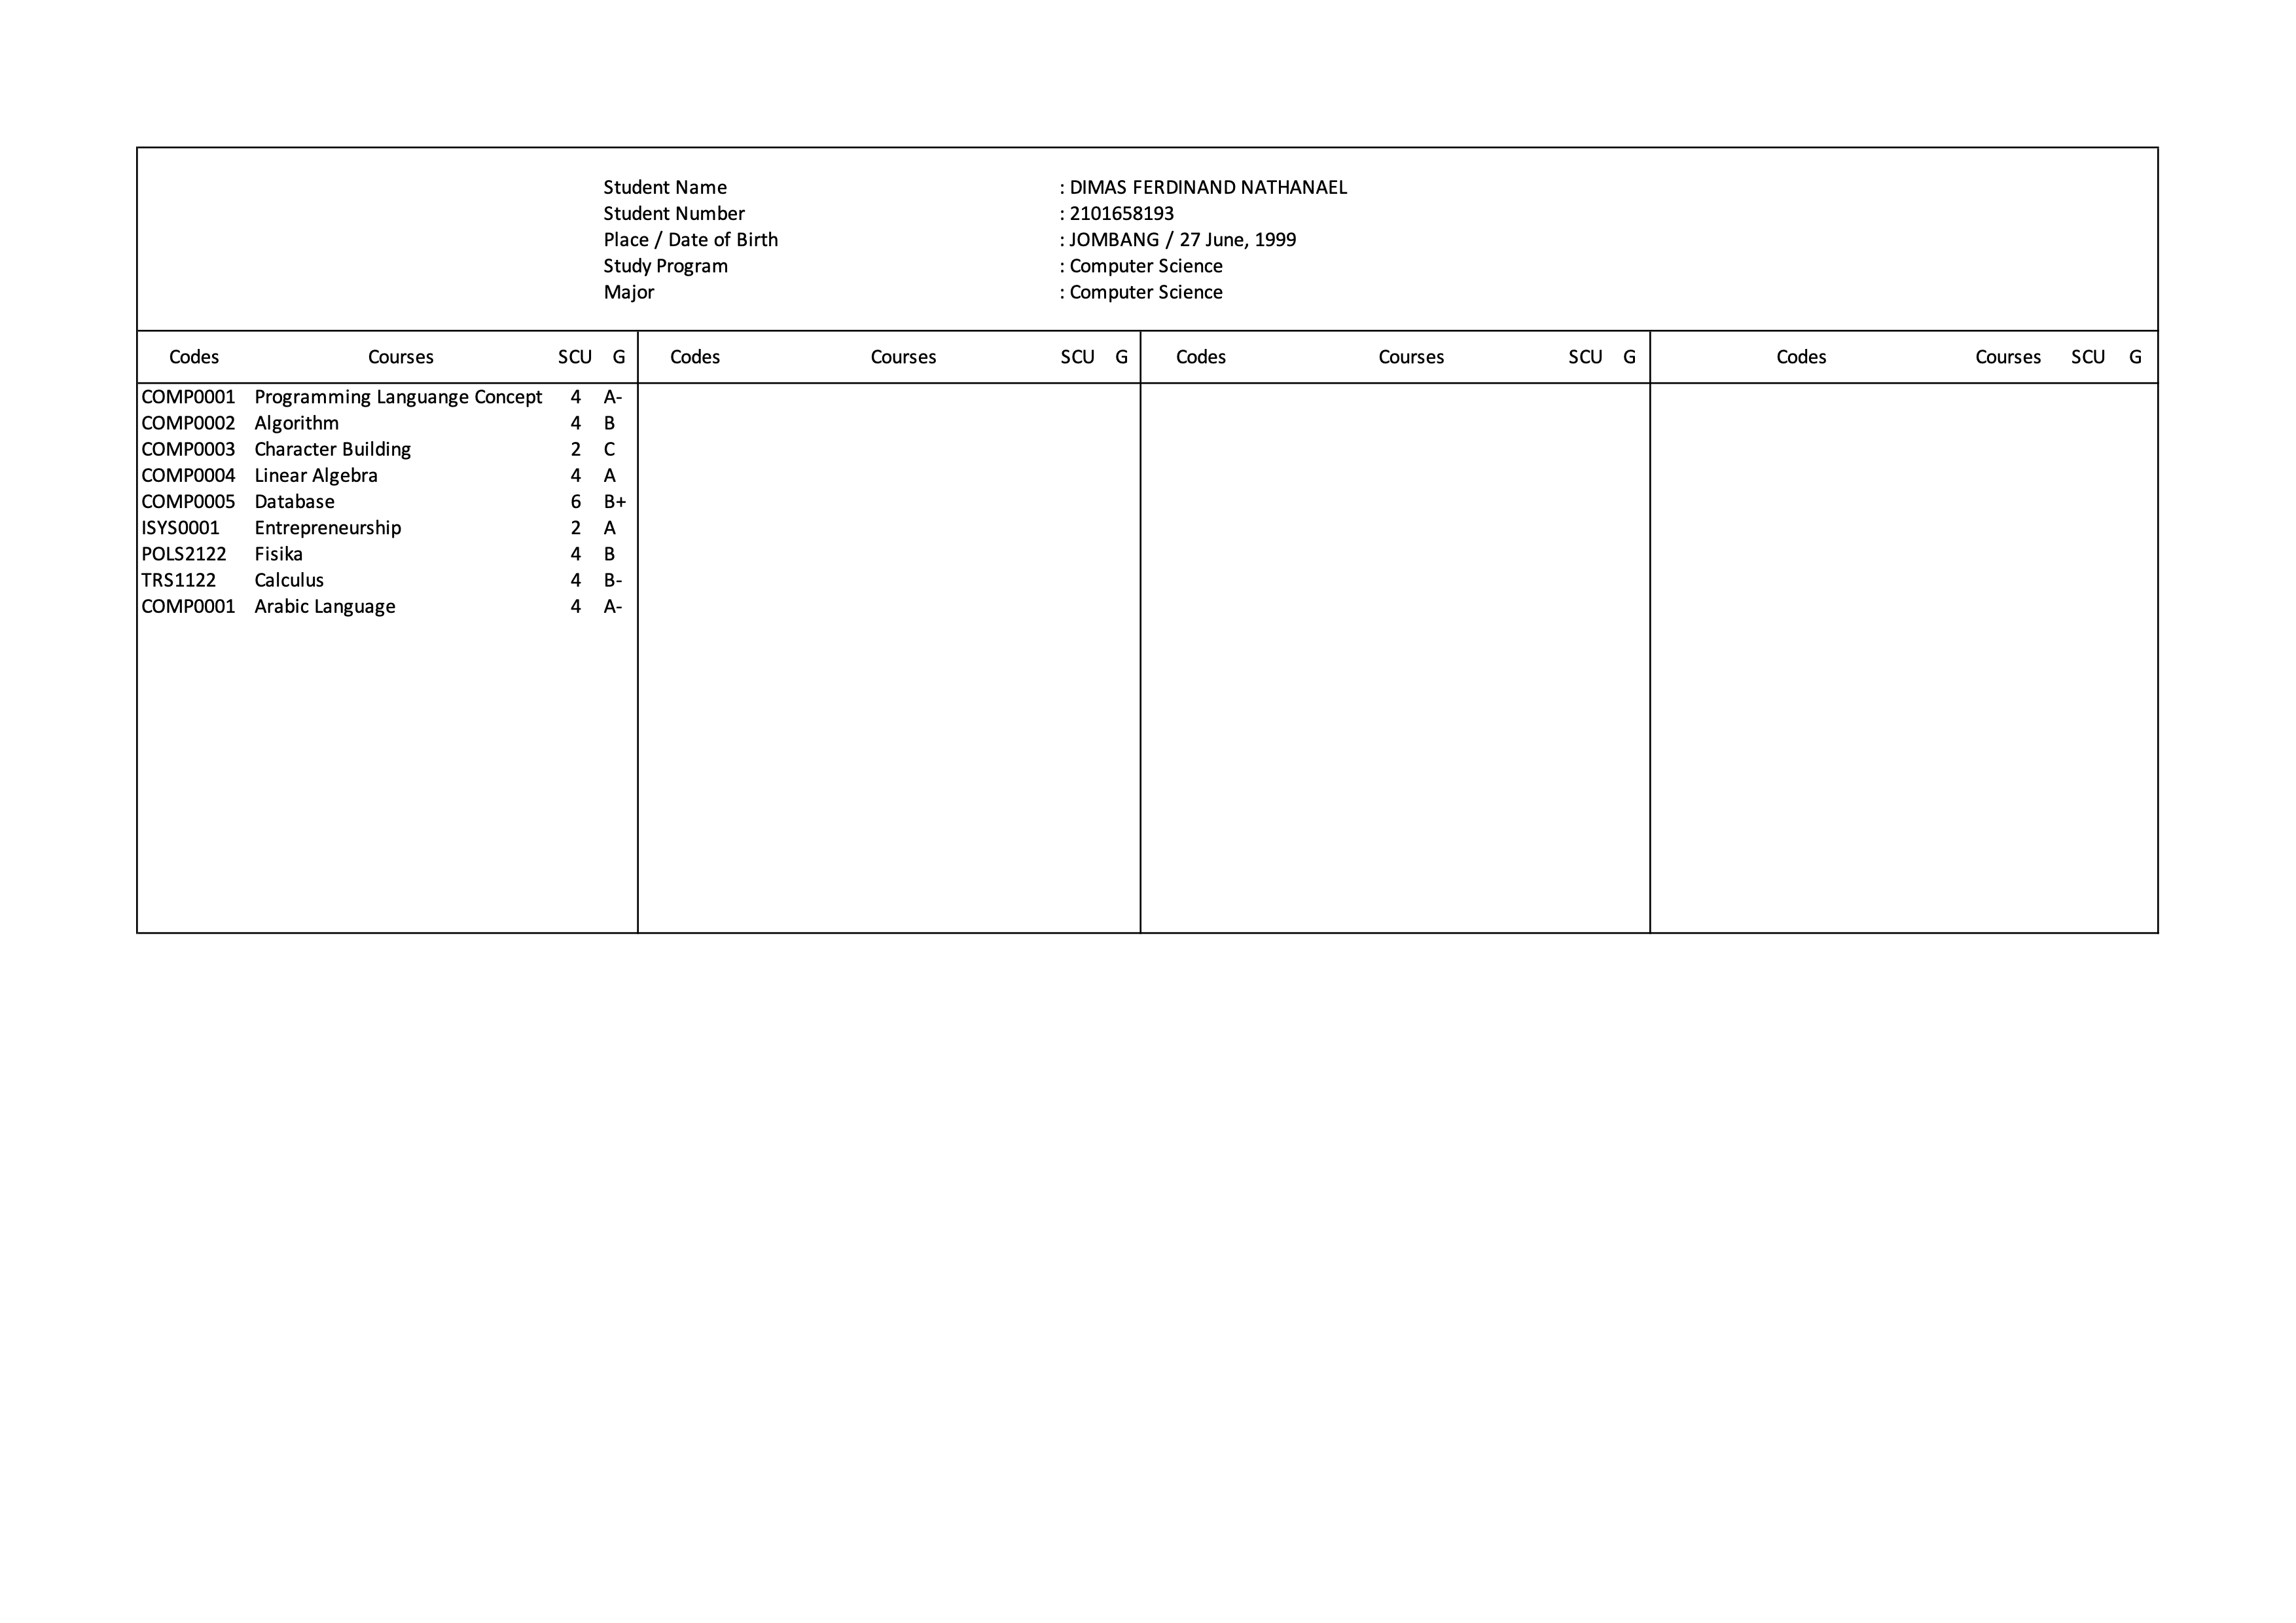 Student Name : DIMAS FERDINAND NATHANAEL
Student Number : 2101658193
Place / Date of Birth : JOMBANG / 27 June, 1999
Study Program : Computer Science
Major : Computer Science
Codes Courses SCU G Codes Courses SCU G Codes Courses SCU G Codes Courses SCU G
COMP0001 Programming Languange Concept 4 A-
COMP0002 Algorithm 4 B
COMP0003 Character Building 2 C
COMP0004 Linear Algebra 4 A
COMP0005 Database 6 B+
ISYS0001 Entrepreneurship 2 A
POLS2122 Fisika 4 B
TRS1122 Calculus 4 B-
COMP0001 Arabic Language 4 A-